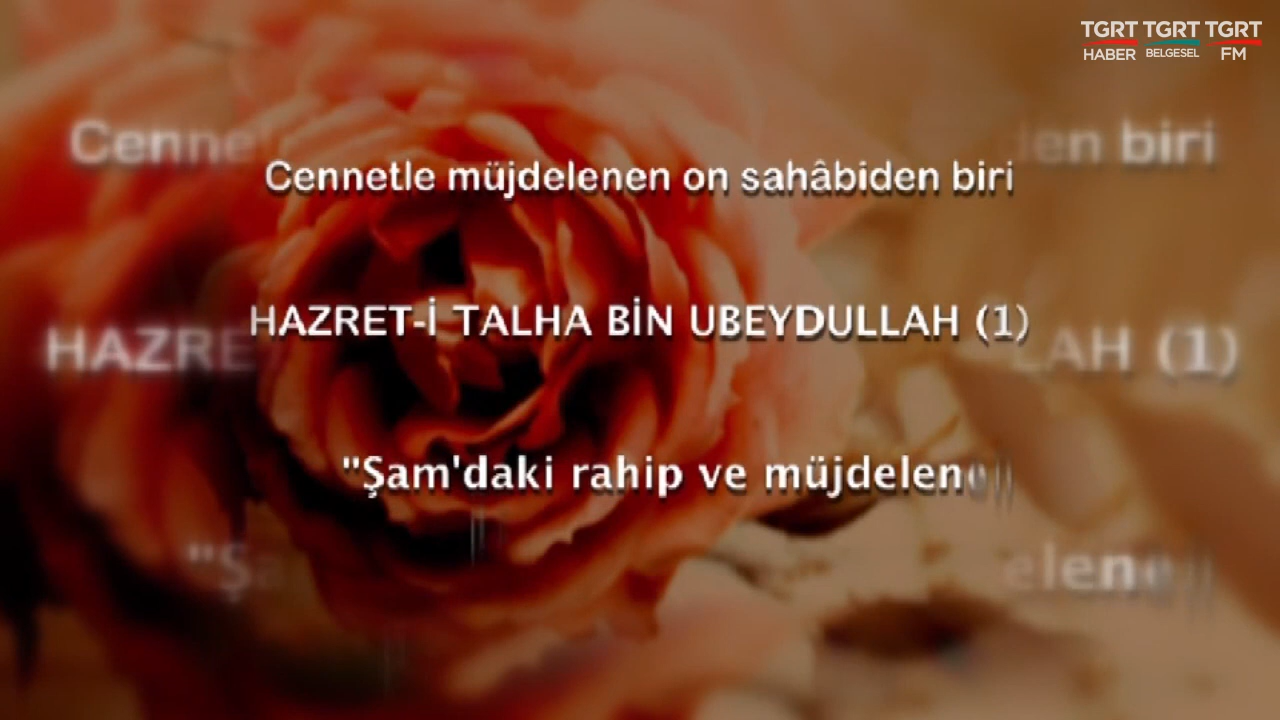 TGRT TGRT TGRT
HABER BELGESEL FM
Cennetle müjdelenen on sahâbiden biri
HAZRET-İ TALHA BİN UBEYDULLAH (1)
"Şam'daki rahip ve